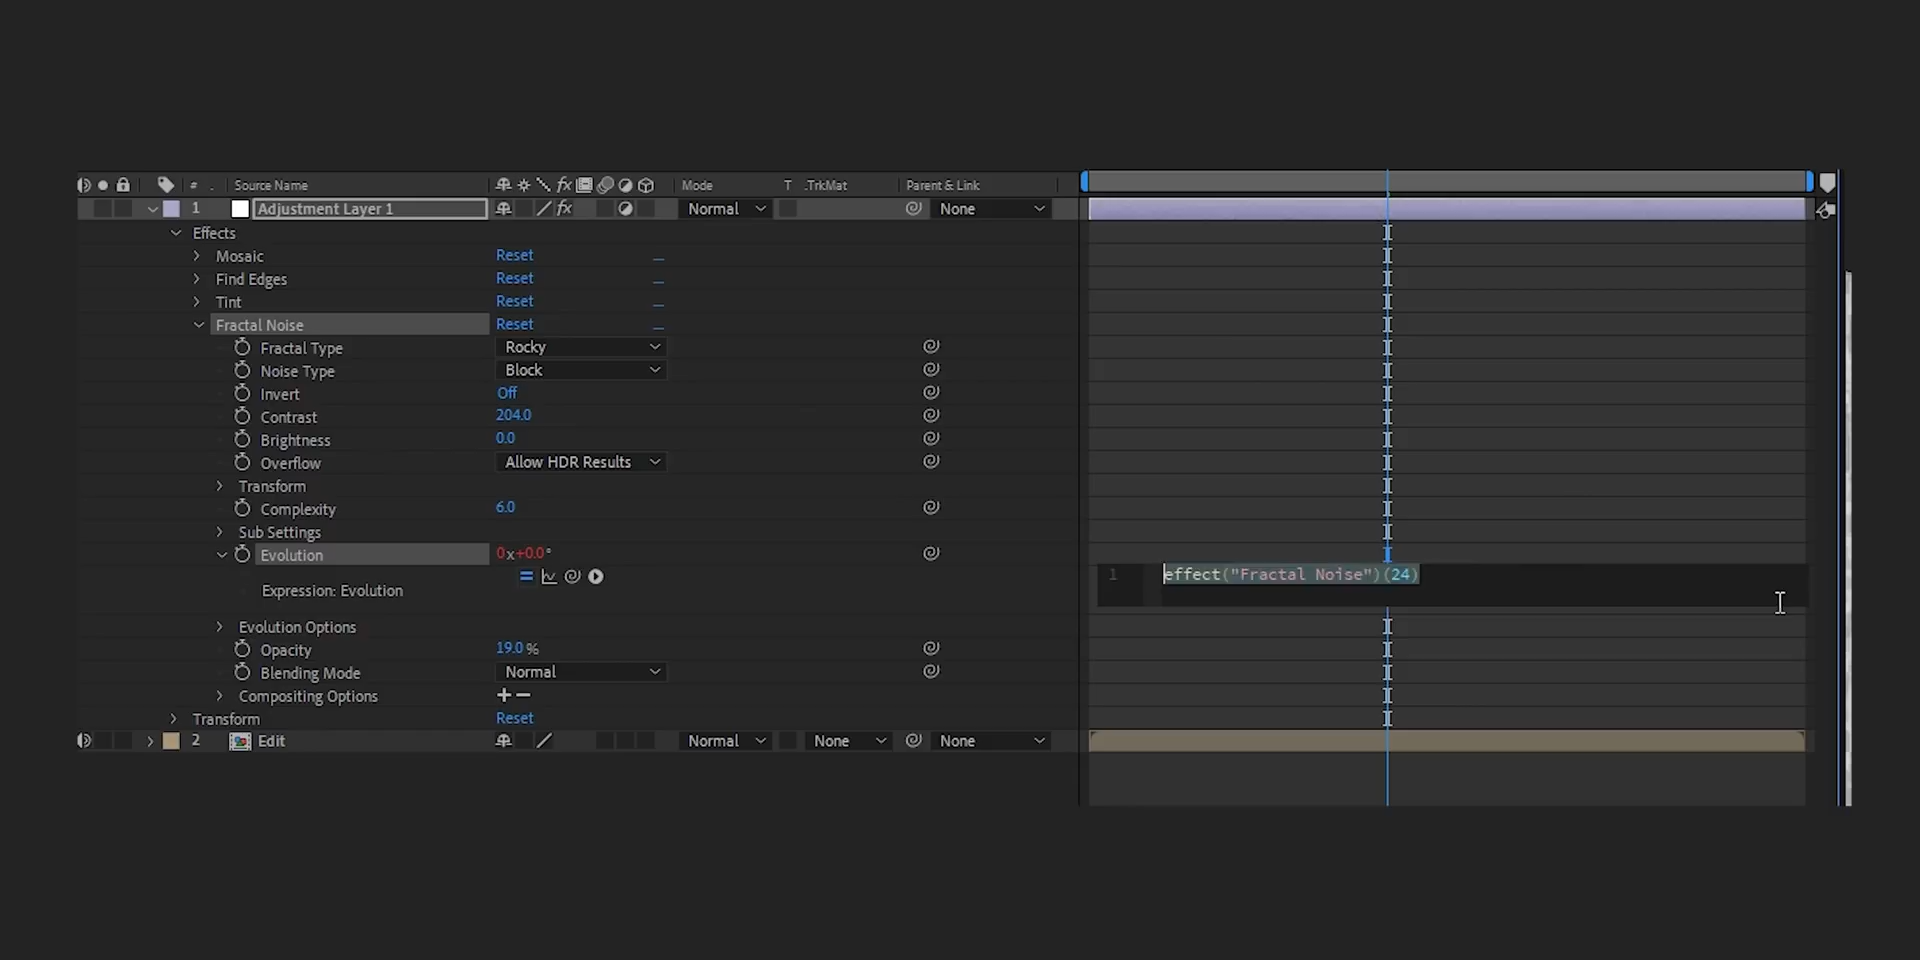 # . Source Name Mode T .TrkMat Parent & Link
1 Adjustment Layer 1 fx Normal None
Effects
Mosaic Reset
Find Edges Reset
Tint Reset
Fractal Noise Reset
Fractal Type Rocky
Noise Type Block
Invert Off
Contrast 204.0
Brightness 0.0
Overflow Allow HDR Results
Transform
Complexity 6.0
Sub Settings
Evolution 0x+0.0°
1 effect("Fractal Noise")(24)
Expression: Evolution
Evolution Options
Opacity 19.0 %
Blending Mode Normal
Compositing Options + –
Transform Reset
2 Edit Normal None None